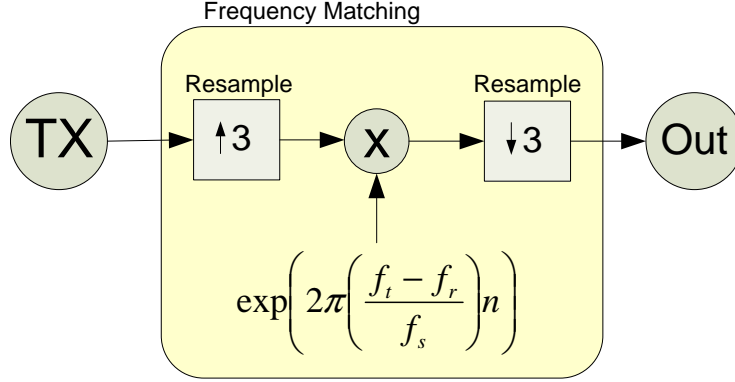 Frequency Matching
Resample
Resample
TX
↑3
x
↓3
Out
exp(2π((f_t − f_r)/f_s)n)